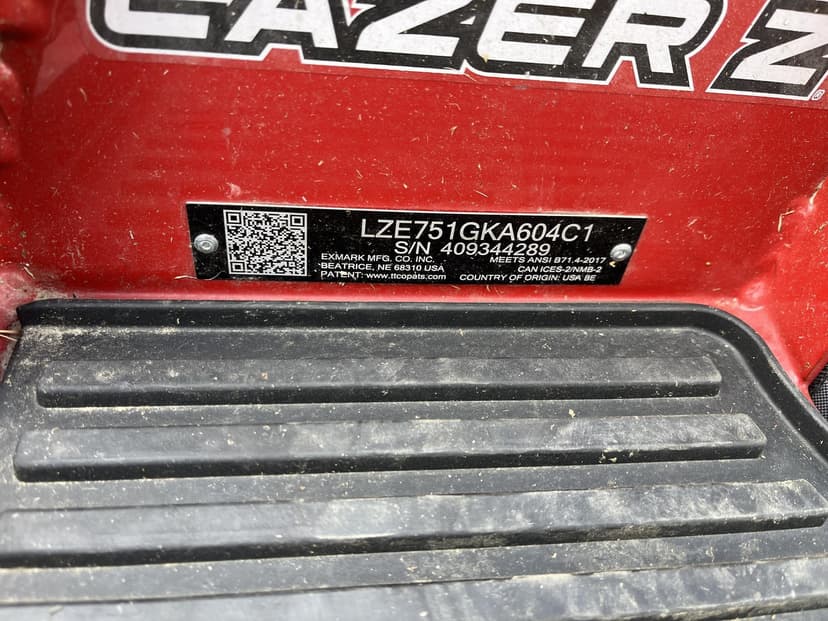 LAZER Z
®
LZE751GKA604C1
S/N 409344289
EXMARK MFG. CO. INC. MEETS ANSI B71.4-2017
BEATRICE, NE 68310 USA CAN ICES-2/NMB-2
PATENT: www.ttcopats.com COUNTRY OF ORIGIN: USA BE